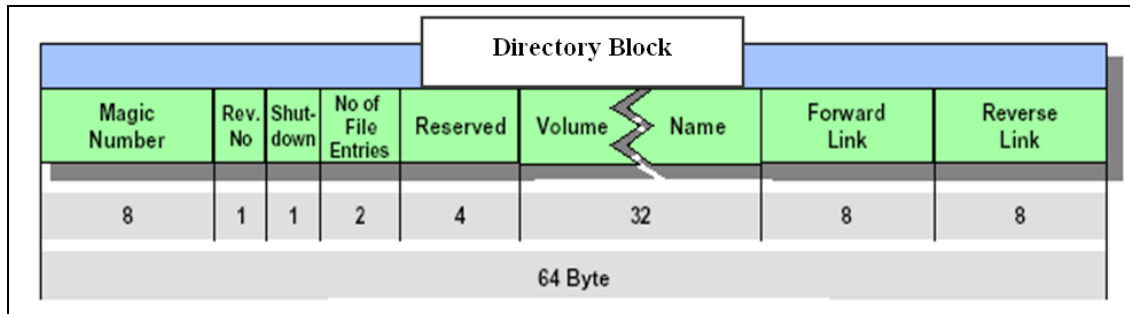 Directory Block
Magic
Number
Rev.
No
Shut-
down
No of
File
Entries
Reserved
Volume Name
Forward
Link
Reverse
Link
8 1 1 2 4 32 8 8
64 Byte